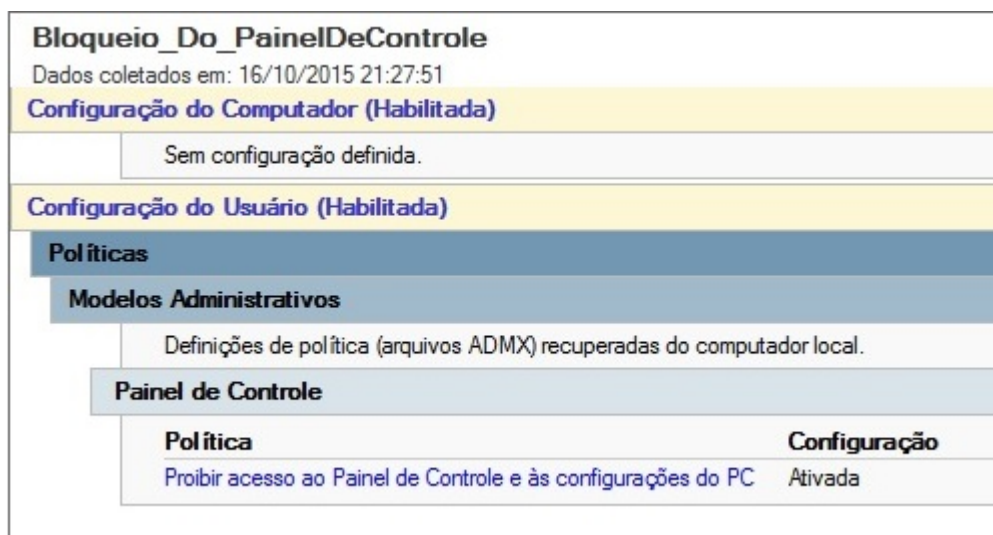 Bloqueio_Do_PainelDeControle
Dados coletados em: 16/10/2015 21:27:51
Configuração do Computador (Habilitada)
Sem configuração definida.
Configuração do Usuário (Habilitada)
Políticas
Modelos Administrativos
Definições de política (arquivos ADMX) recuperadas do computador local.
Painel de Controle
Política Configuração
Proibir acesso ao Painel de Controle e às configurações do PC Ativada